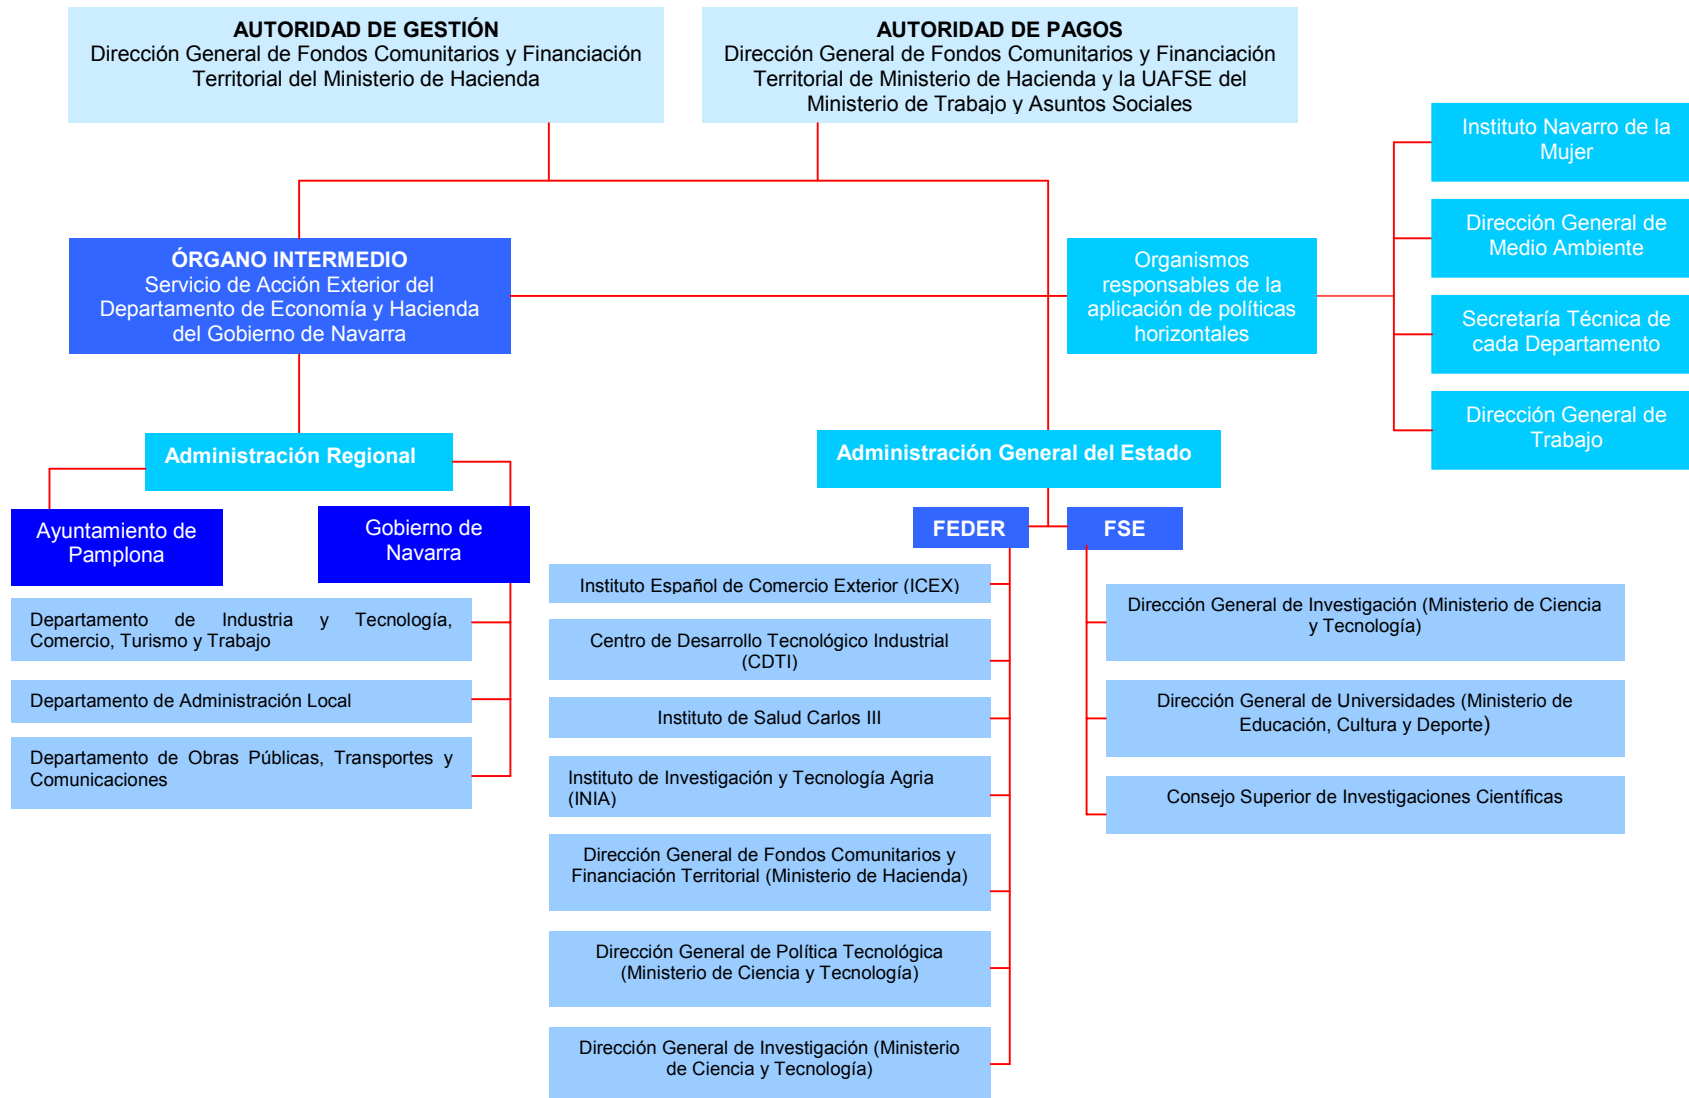 AUTORIDAD DE GESTIÓN
Dirección General de Fondos Comunitarios y Financiación
Territorial del Ministerio de Hacienda
AUTORIDAD DE PAGOS
Dirección General de Fondos Comunitarios y Financiación
Territorial de Ministerio de Hacienda y la UAFSE del
Ministerio de Trabajo y Asuntos Sociales
Instituto Navarro de la
Mujer
Dirección General de
Medio Ambiente
Secretaría Técnica de
cada Departamento
Dirección General de
Trabajo
ÓRGANO INTERMEDIO
Servicio de Acción Exterior del
Departamento de Economía y Hacienda
del Gobierno de Navarra
Organismos
responsables de la
aplicación de políticas
horizontales
Administración Regional
Administración General del Estado
Ayuntamiento de
Pamplona
Gobierno de
Navarra
Departamento de Industria y Tecnología,
Comercio, Turismo y Trabajo
Departamento de Administración Local
Departamento de Obras Públicas, Transportes y
Comunicaciones
FEDER
FSE
Instituto Español de Comercio Exterior (ICEX)
Centro de Desarrollo Tecnológico Industrial
(CDTI)
Instituto de Salud Carlos III
Instituto de Investigación y Tecnología Agria
(INIA)
Dirección General de Fondos Comunitarios y
Financiación Territorial (Ministerio de Hacienda)
Dirección General de Política Tecnológica
(Ministerio de Ciencia y Tecnología)
Dirección General de Investigación (Ministerio
de Ciencia y Tecnología)
Dirección General de Investigación (Ministerio de Ciencia
y Tecnología)
Dirección General de Universidades (Ministerio de
Educación, Cultura y Deporte)
Consejo Superior de Investigaciones Científicas